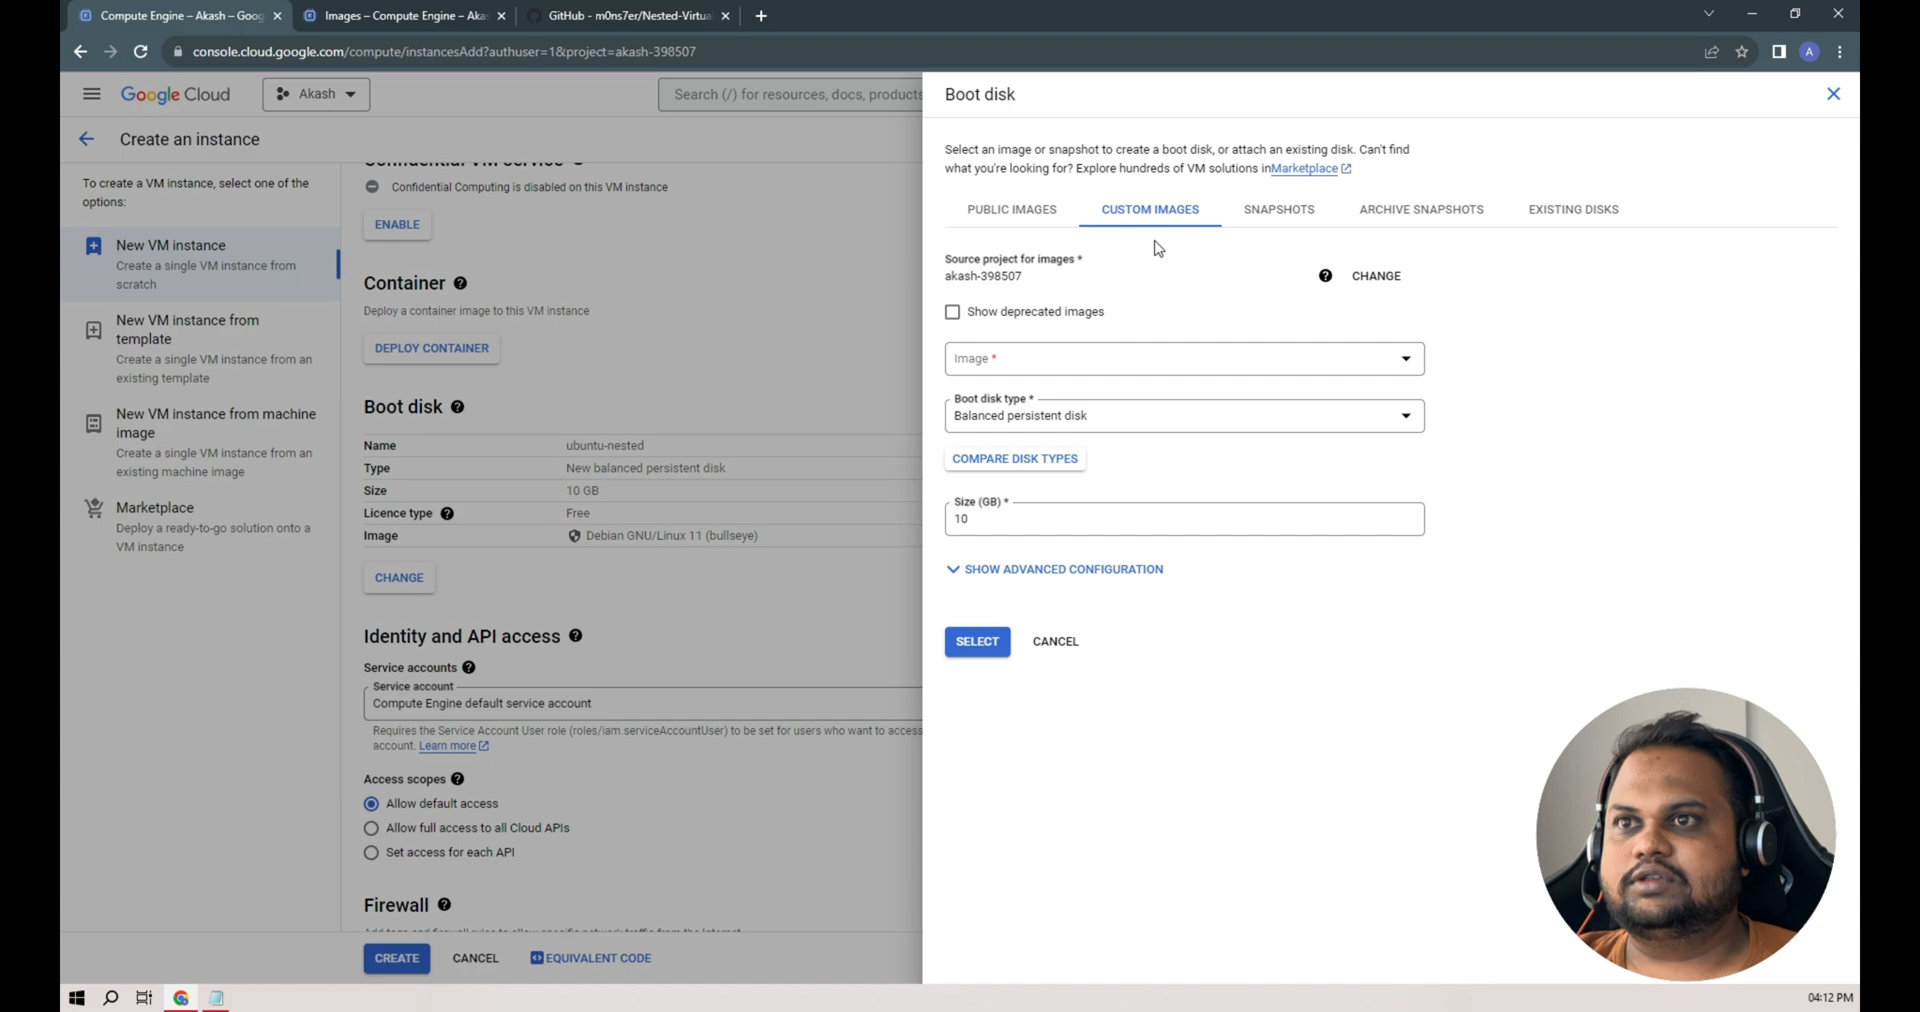 Compute Engine – Akash – Goog
Images – Compute Engine – Aka
GitHub - m0ns7er/Nested-Virtua
console.cloud.google.com/compute/instancesAdd?authuser=1&project=akash-398507
A
Google Cloud
Akash
Search (/) for resources, docs, products
Create an instance
To create a VM instance, select one of the
options:
New VM instance
Create a single VM instance from
scratch
New VM instance from
template
Create a single VM instance from an
existing template
New VM instance from machine
image
Create a single VM instance from an
existing machine image
Marketplace
Deploy a ready-to-go solution onto a
VM instance
Confidential VM service
Confidential Computing is disabled on this VM instance
ENABLE
Container
Deploy a container image to this VM instance
DEPLOY CONTAINER
Boot disk
Name ubuntu-nested
Type New balanced persistent disk
Size 10 GB
Licence type Free
Image Debian GNU/Linux 11 (bullseye)
CHANGE
Identity and API access
Service accounts
Service account
Compute Engine default service account
Requires the Service Account User role (roles/iam.serviceAccountUser) to be set for users who want to access
account. Learn more
Access scopes
Allow default access
Allow full access to all Cloud APIs
Set access for each API
Firewall
CREATE CANCEL EQUIVALENT CODE
Boot disk
Select an image or snapshot to create a boot disk, or attach an existing disk. Can't find
what you're looking for? Explore hundreds of VM solutions inMarketplace
PUBLIC IMAGES CUSTOM IMAGES SNAPSHOTS ARCHIVE SNAPSHOTS EXISTING DISKS
Source project for images *
akash-398507
CHANGE
Show deprecated images
Image *
Boot disk type *
Balanced persistent disk
COMPARE DISK TYPES
Size (GB) *
10
SHOW ADVANCED CONFIGURATION
SELECT CANCEL
04:12 PM